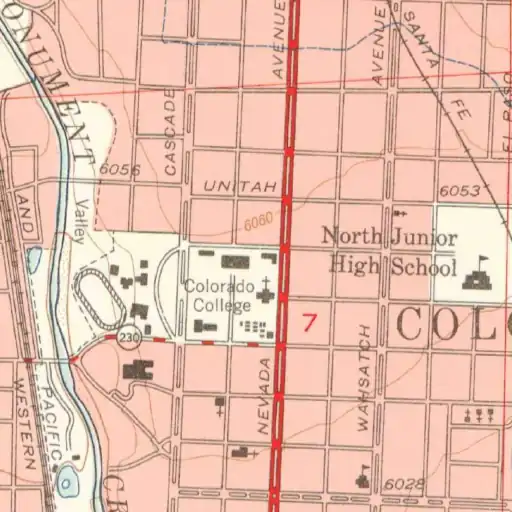 AVENUE
AVENUE
SANTA FE
EL PASO
MONUMENT
Valley
CASCADE
6056
UNITAH
6060
6053
AND
North Junior
High School
Colorado
College
7
COLO
230
NEVADA
WAHSATCH
WESTERN
PACIFIC
6028
CR